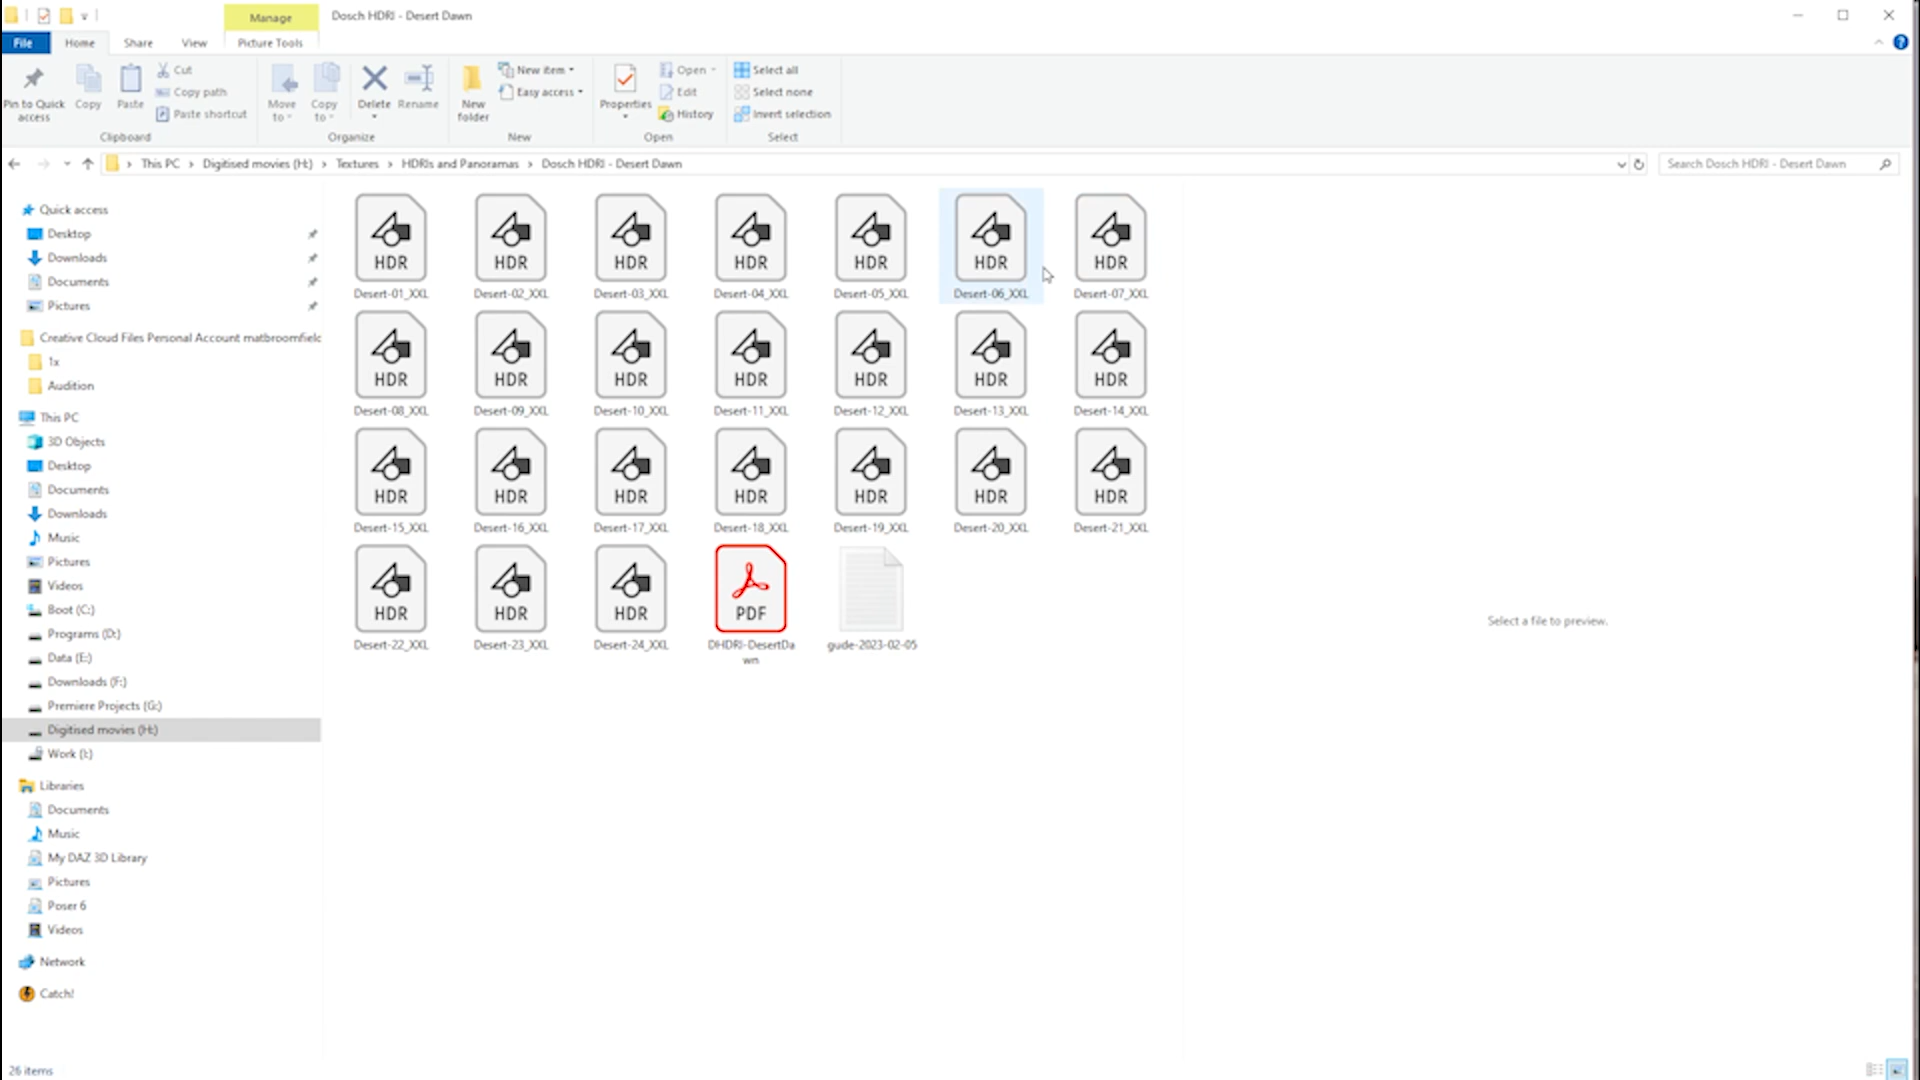 Manage
Dosch HDRI - Desert Dawn
File
Home
Share
View
Picture Tools
Pin to Quick access
Copy
Paste
Cut
Copy path
Paste shortcut
Clipboard
Move to
Copy to
Delete
Rename
Organize
New folder
New item
Easy access
New
Properties
Open
Edit
History
Open
Select all
Select none
Invert selection
Select
This PC > Digitised movies (H:) > Textures > HDRIs and Panoramas > Dosch HDRI - Desert Dawn
Search Dosch HDRI - Desert Dawn
Quick access
Desktop
Downloads
Documents
Pictures
Creative Cloud Files Personal Account matbroomfield
1x
Audition
This PC
3D Objects
Desktop
Documents
Downloads
Music
Pictures
Videos
Boot (C:)
Programs (D:)
Data (E:)
Downloads (F:)
Premiere Projects (G:)
Digitised movies (H:)
Work (I:)
Libraries
Documents
Music
My DAZ 3D Library
Pictures
Poser 6
Videos
Network
Catch!
HDR HDR HDR HDR HDR HDR HDR
Desert-01_XXL Desert-02_XXL Desert-03_XXL Desert-04_XXL Desert-05_XXL Desert-06_XXL Desert-07_XXL
HDR HDR HDR HDR HDR HDR HDR
Desert-08_XXL Desert-09_XXL Desert-10_XXL Desert-11_XXL Desert-12_XXL Desert-13_XXL Desert-14_XXL
HDR HDR HDR HDR HDR HDR HDR
Desert-15_XXL Desert-16_XXL Desert-17_XXL Desert-18_XXL Desert-19_XXL Desert-20_XXL Desert-21_XXL
HDR HDR HDR PDF
Desert-22_XXL Desert-23_XXL Desert-24_XXL DHDRI-DesertDa gude-2023-02-05
wn
Select a file to preview.
26 items